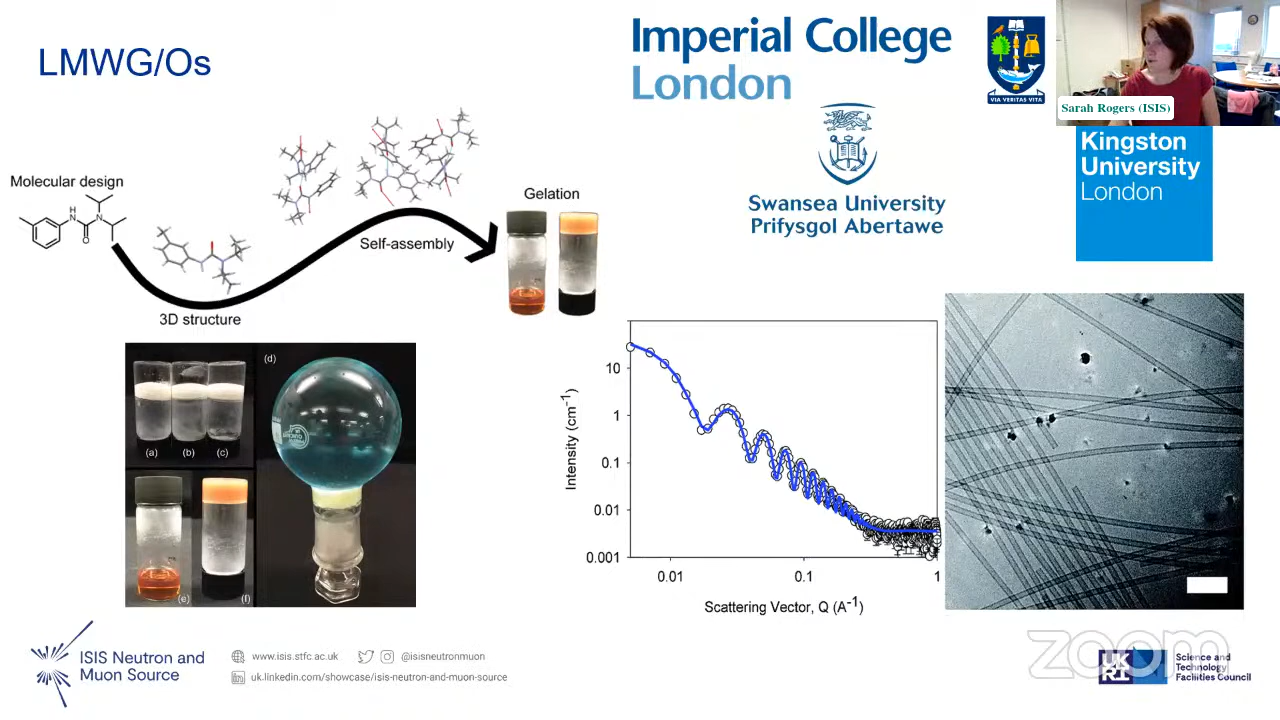 LMWG/Os
Imperial College
London
VIA VERITAS VITA
Sarah Rogers (ISIS)
Swansea University
Prifysgol Abertawe
Kingston
University
London
Molecular design
H
N
N
O
3D structure
Self-assembly
Gelation
(a)
(b)
(c)
(d)
(e)
(f)
Intensity (cm-1)
10
1
0.1
0.01
0.001
0.01
0.1
1
Scattering Vector, Q (A-1)
ISIS Neutron and
Muon Source
www.isis.stfc.ac.uk
@isisneutronmuon
uk.linkedin.com/showcase/isis-neutron-and-muon-source
zoom
UK
RI
Science and
Technology
Facilities Council